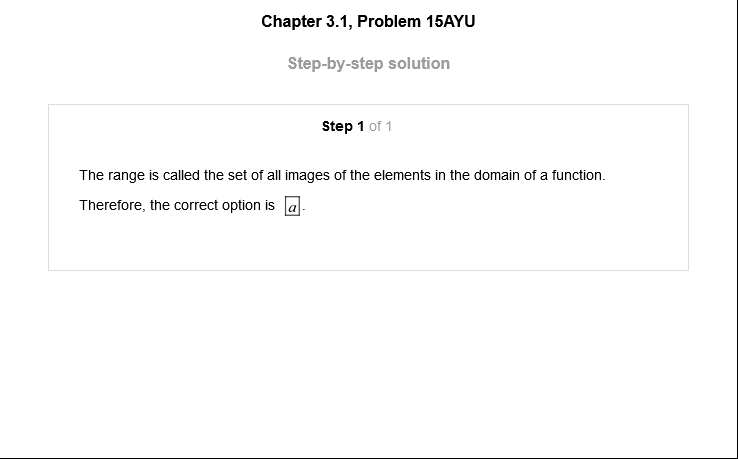 Chapter 3.1, Problem 15AYU
Step-by-step solution
Step 1 of 1
The range is called the set of all images of the elements in the domain of a function.
Therefore, the correct option is a.